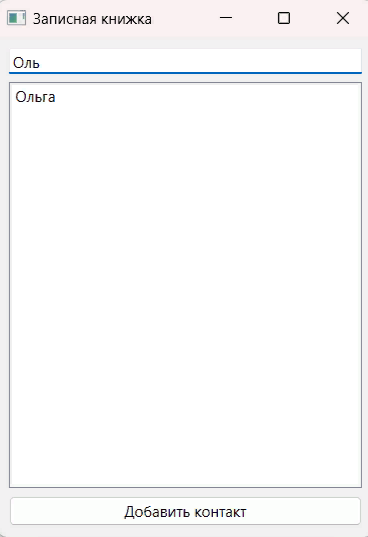 Записная книжка
Оль
Ольга
Добавить контакт